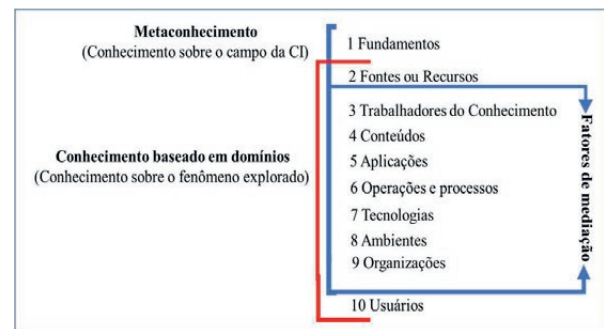 Metaconhecimento
(Conhecimento sobre o campo da CI)
Conhecimento baseado em domínios
(Conhecimento sobre o fenômeno explorado)
1 Fundamentos
2 Fontes ou Recursos
3 Trabalhadores do Conhecimento
4 Conteúdos
5 Aplicações
6 Operações e processos
7 Tecnologias
8 Ambientes
9 Organizações
10 Usuários
Fatores de mediação